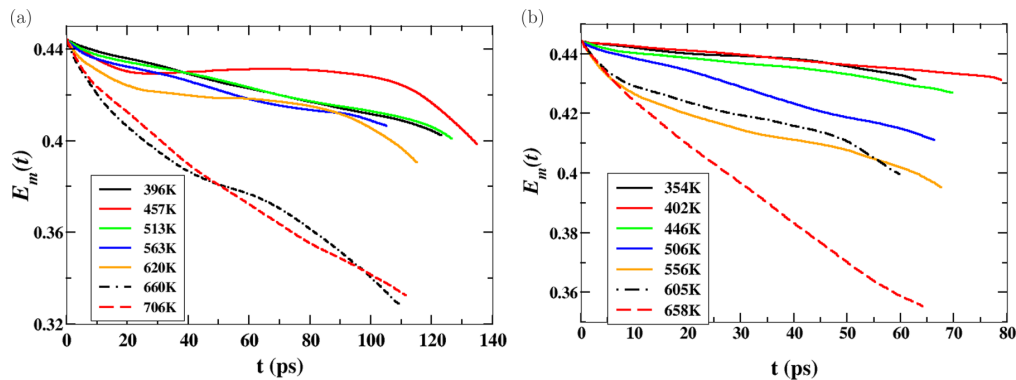 (a)
E_m(t)
0.44
0.4
0.36
0.32
396K
457K
513K
563K
620K
660K
706K
0 20 40 60 80 100 120 140
t (ps)
(b)
E_m(t)
0.44
0.42
0.4
0.38
0.36
354K
402K
446K
506K
556K
605K
658K
0 10 20 30 40 50 60 70 80
t (ps)